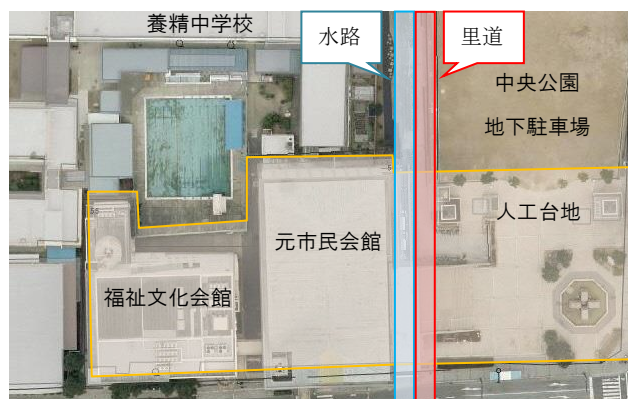 養精中学校
水路
里道
中央公園
地下駐車場
人工台地
元市民会館
福祉文化会館